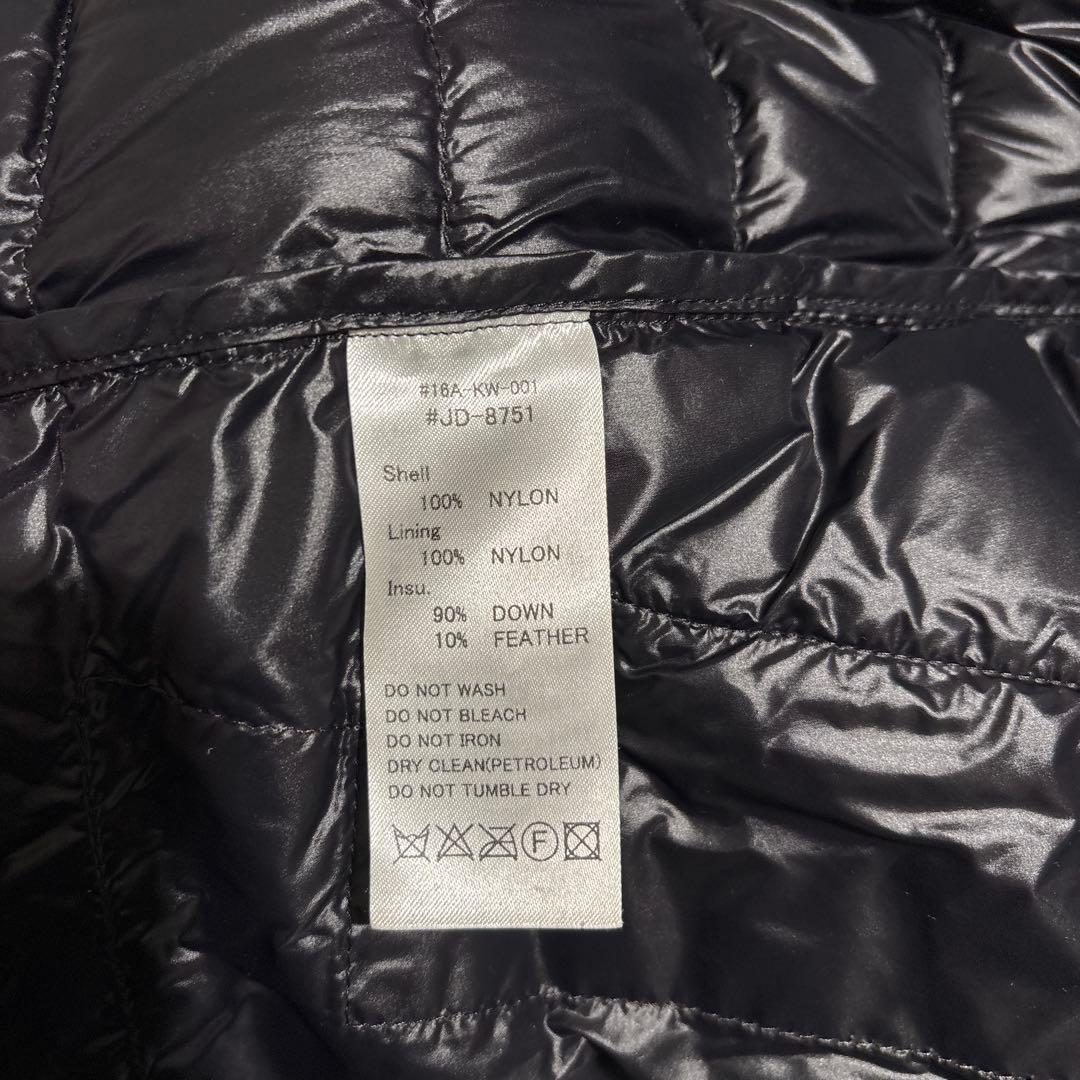 #16A-KW-001
#JD-8751
Shell
100% NYLON
Lining
100% NYLON
Insu.
90% DOWN
10% FEATHER
DO NOT WASH
DO NOT BLEACH
DO NOT IRON
DRY CLEAN(PETROLEUM)
DO NOT TUMBLE DRY
F